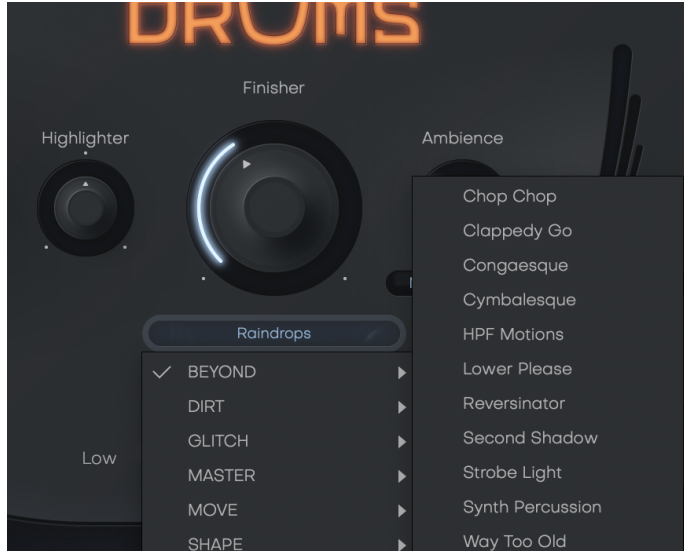 DRUMS
Finisher
Highlighter
Ambience
Raindrops
BEYOND
DIRT
GLITCH
MASTER
MOVE
SHAPE
Low
Chop Chop
Clappedy Go
Congaesque
Cymbalesque
HPF Motions
Lower Please
Reversinator
Second Shadow
Strobe Light
Synth Percussion
Way Too Old